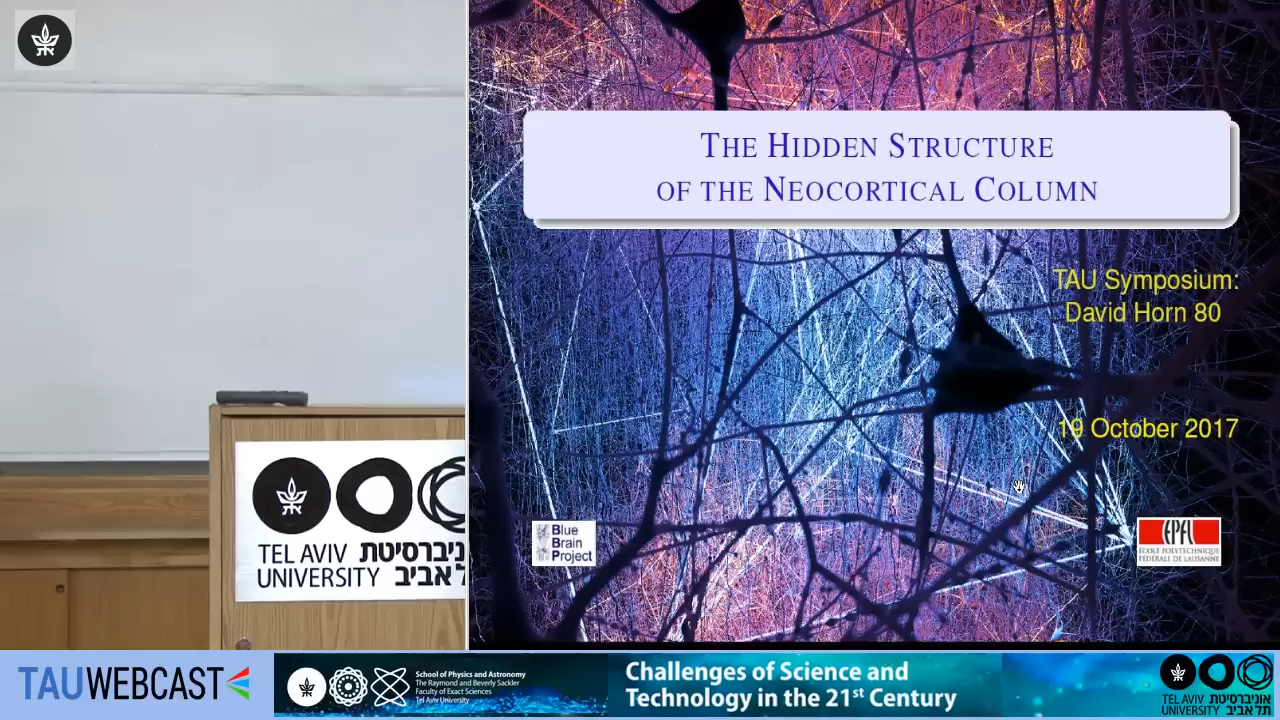 THE HIDDEN STRUCTURE
OF THE NEOCORTICAL COLUMN
TAU Symposium:
David Horn 80
19 October 2017
Blue
Brain
Project
EPFL
ÉCOLE POLYTECHNIQUE
FÉDÉRALE DE LAUSANNE
TEL AVIV
UNIVERSITY
תל אביב
TAUWEBCAST
School of Physics and Astronomy
The Raymond and Beverly Sackler
Faculty of Exact Sciences
Tel Aviv University
Challenges of Science and
Technology in the 21st Century
TEL AVIV אוניברסיטת
UNIVERSITY תל אביב